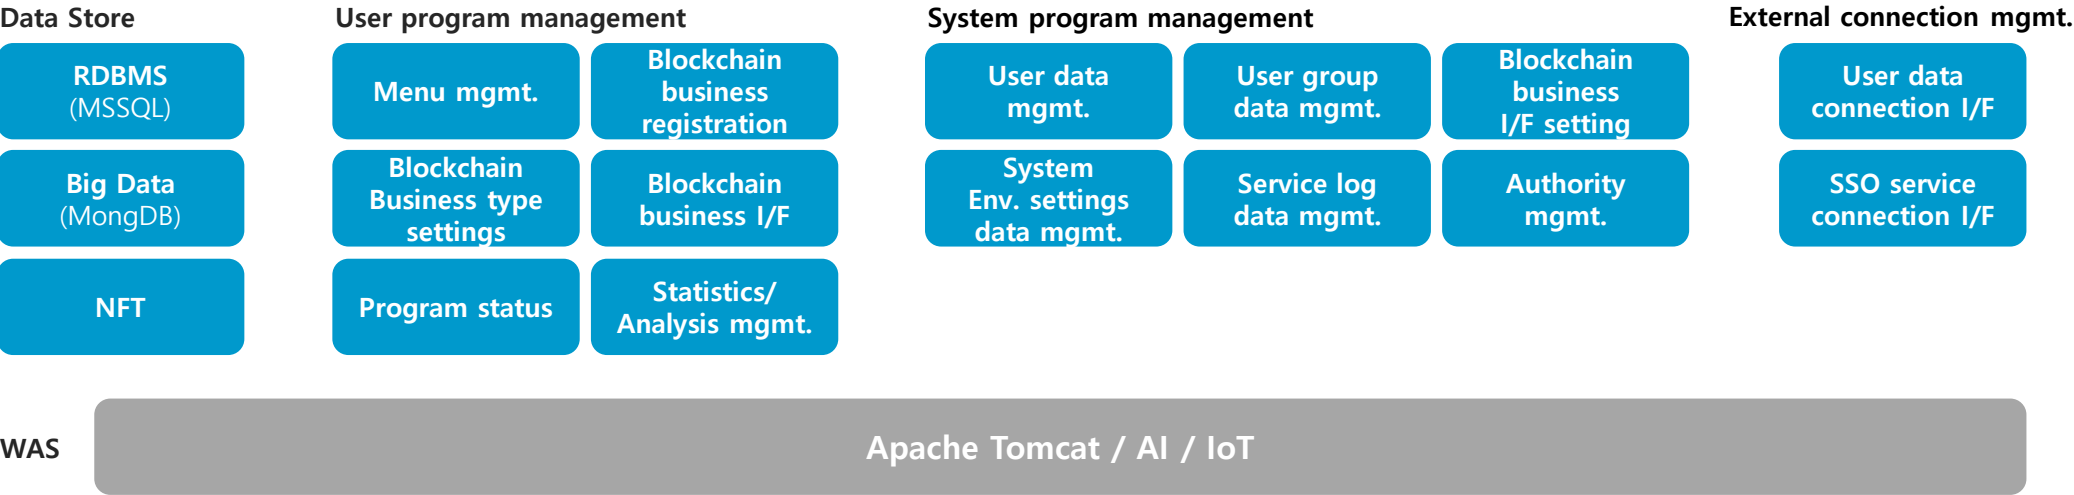 Data Store
RDBMS
(MSSQL)
Big Data
(MongDB)
NFT
User program management
Menu mgmt.
Blockchain
business
registration
Blockchain
Business type
settings
Blockchain
business I/F
Program status
Statistics/
Analysis mgmt.
System program management
User data
mgmt.
User group
data mgmt.
Blockchain
business
I/F setting
System
Env. settings
data mgmt.
Service log
data mgmt.
Authority
mgmt.
External connection mgmt.
User data
connection I/F
SSO service
connection I/F
WAS
Apache Tomcat / AI / IoT